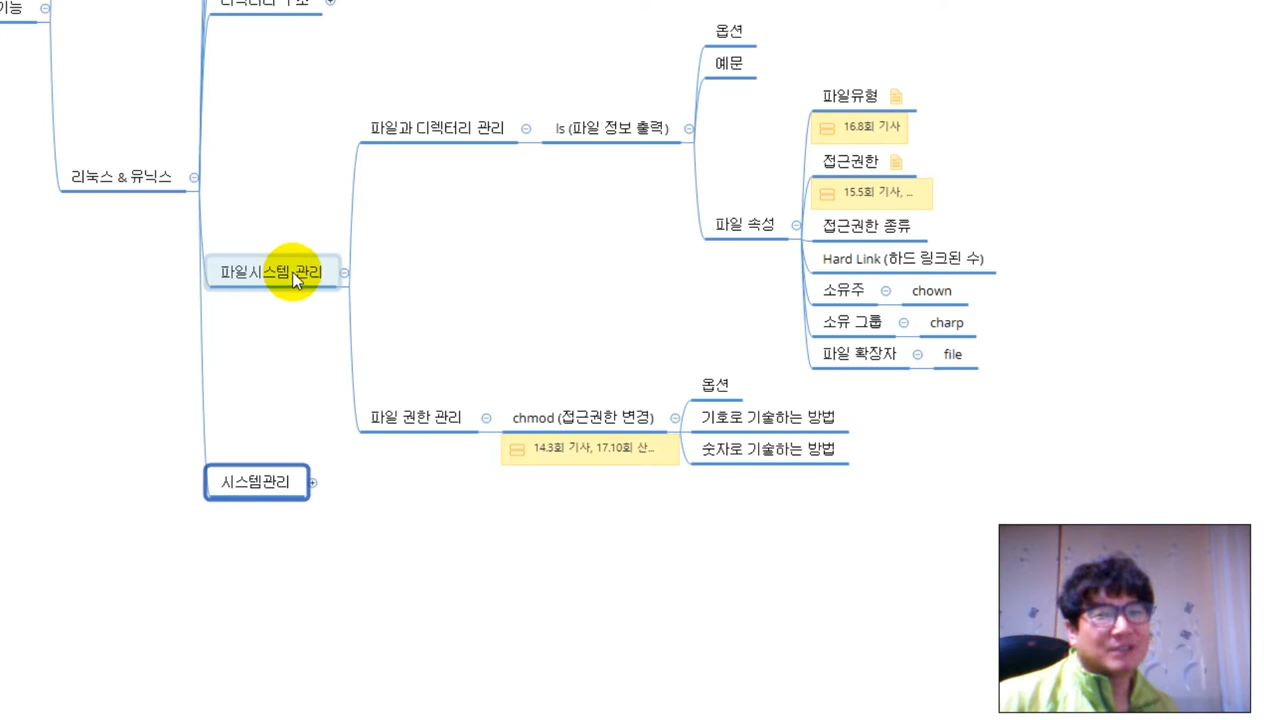 기능
리눅스 & 유닉스
파일시스템 관리
시스템관리
파일과 디렉터리 관리
ls (파일 정보 출력)
옵션
예문
파일 속성
파일유형
16.8회 기사
접근권한
15.5회 기사, ...
접근권한 종류
Hard Link (하드 링크된 수)
소유주
chown
소유 그룹
charp
파일 확장자
file
파일 권한 관리
chmod (접근권한 변경)
14.3회 기사, 17.10회 산...
옵션
기호로 기술하는 방법
숫자로 기술하는 방법